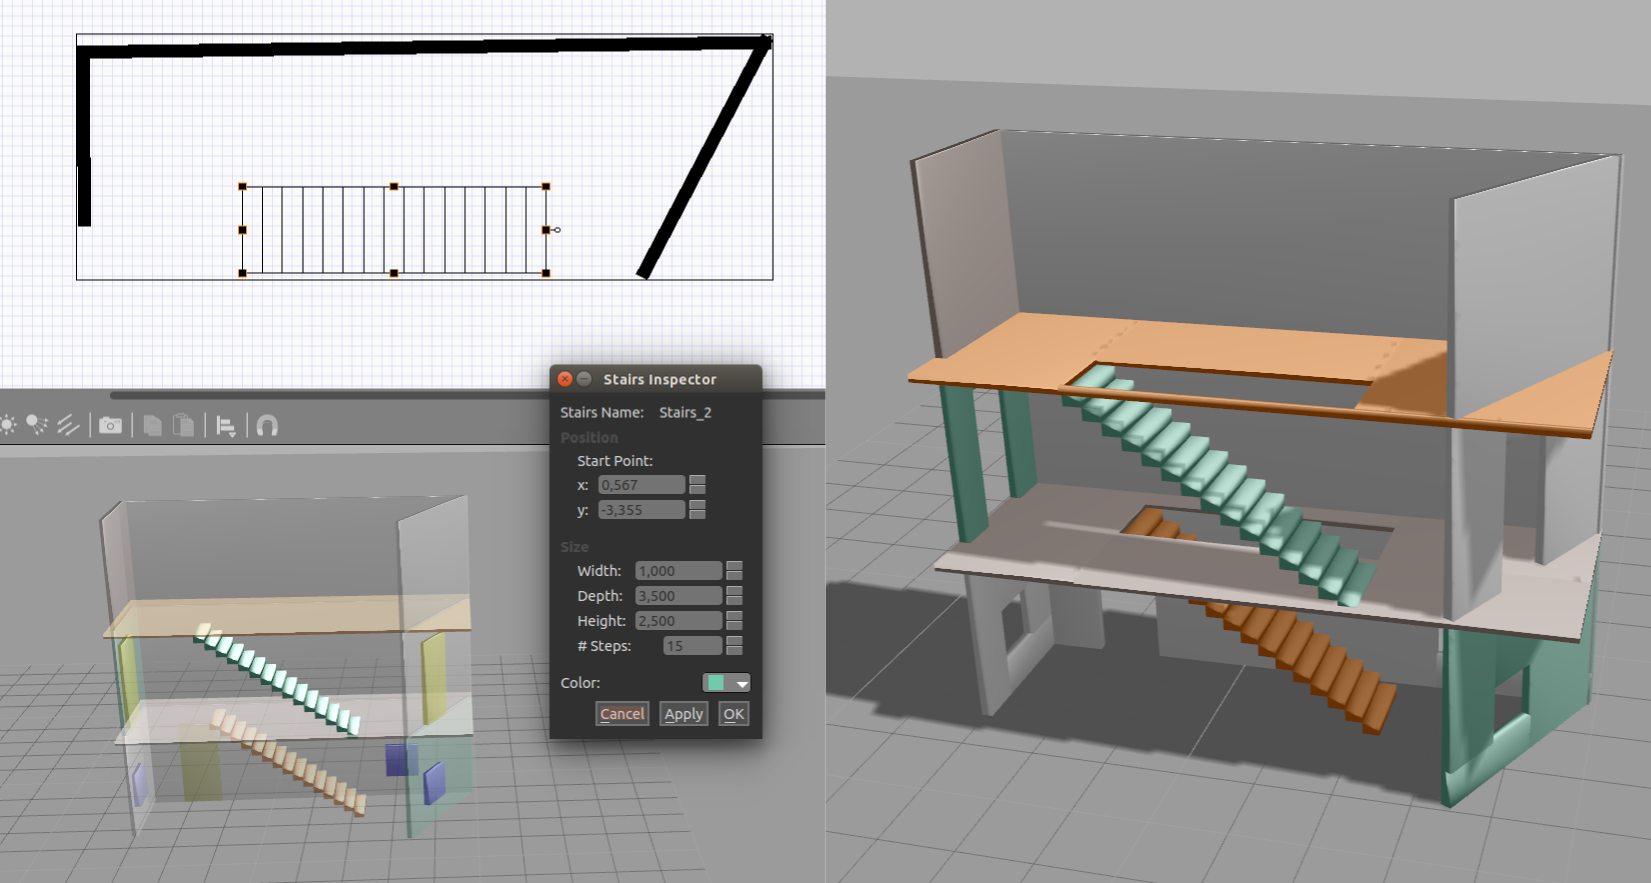 Stairs Inspector
Stairs Name: Stairs_2
Position
Start Point:
x: 0,567
y: -3,355
Size
Width: 1,000
Depth: 3,500
Height: 2,500
# Steps: 15
Color:
Cancel Apply OK